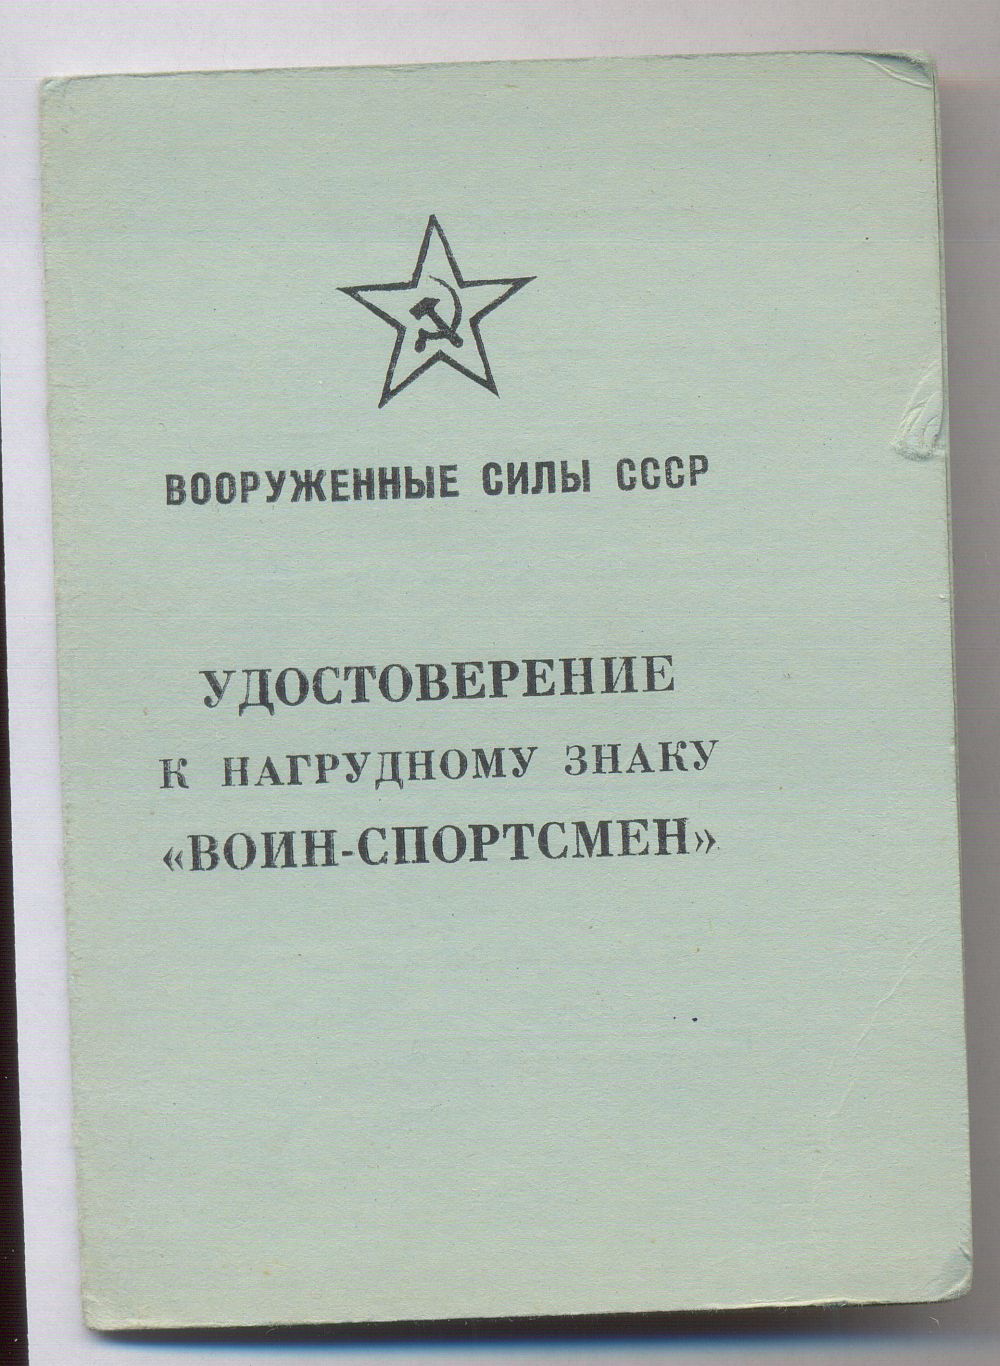 ВООРУЖЕННЫЕ СИЛЫ СССР
УДОСТОВЕРЕНИЕ
К НАГРУДНОМУ ЗНАКУ
«ВОИН-СПОРТСМЕН»